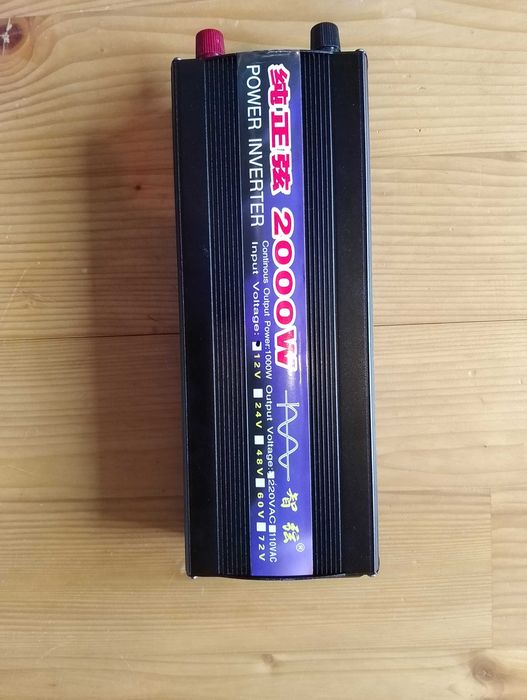 纯正弦 2000W
POWER INVERTER
智弦®
Continous Output Power:1000W Output Voltage: 220VAC 110VAC
Input Voltage: 12V 24V 48V 60V 72V